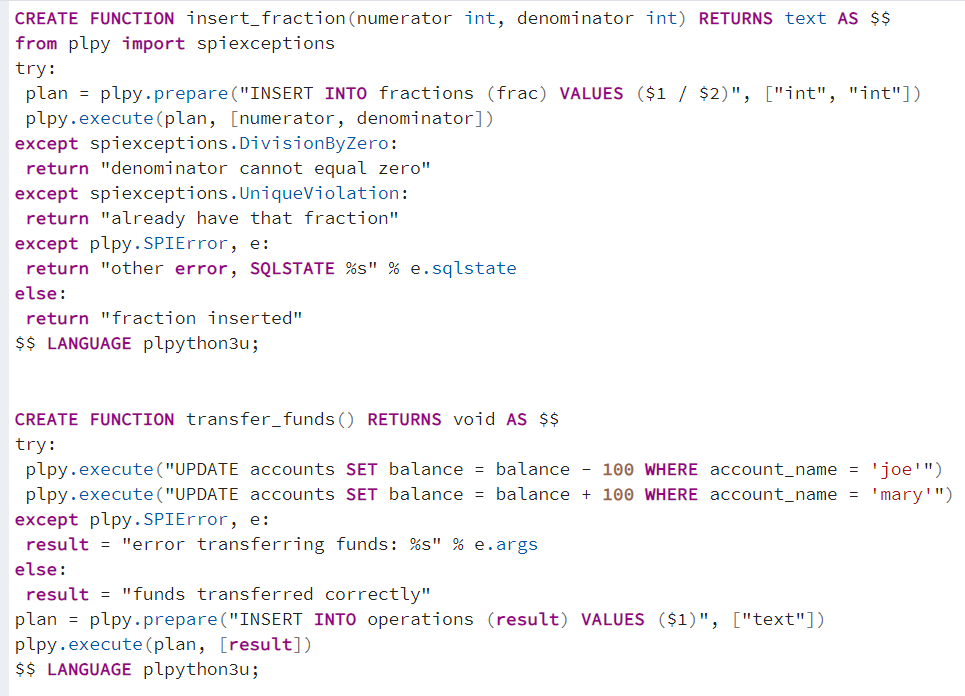 CREATE FUNCTION insert_fraction(numerator int, denominator int) RETURNS text AS $$
from plpy import spiexceptions
try:
 plan = plpy.prepare("INSERT INTO fractions (frac) VALUES ($1 / $2)", ["int", "int"])
 plpy.execute(plan, [numerator, denominator])
except spiexceptions.DivisionByZero:
 return "denominator cannot equal zero"
except spiexceptions.UniqueViolation:
 return "already have that fraction"
except plpy.SPIError, e:
 return "other error, SQLSTATE %s" % e.sqlstate
else:
 return "fraction inserted"
$$ LANGUAGE plpython3u;
CREATE FUNCTION transfer_funds() RETURNS void AS $$
try:
 plpy.execute("UPDATE accounts SET balance = balance - 100 WHERE account_name = 'joe'")
 plpy.execute("UPDATE accounts SET balance = balance + 100 WHERE account_name = 'mary'")
except plpy.SPIError, e:
 result = "error transferring funds: %s" % e.args
else:
 result = "funds transferred correctly"
plan = plpy.prepare("INSERT INTO operations (result) VALUES ($1)", ["text"])
plpy.execute(plan, [result])
$$ LANGUAGE plpython3u;